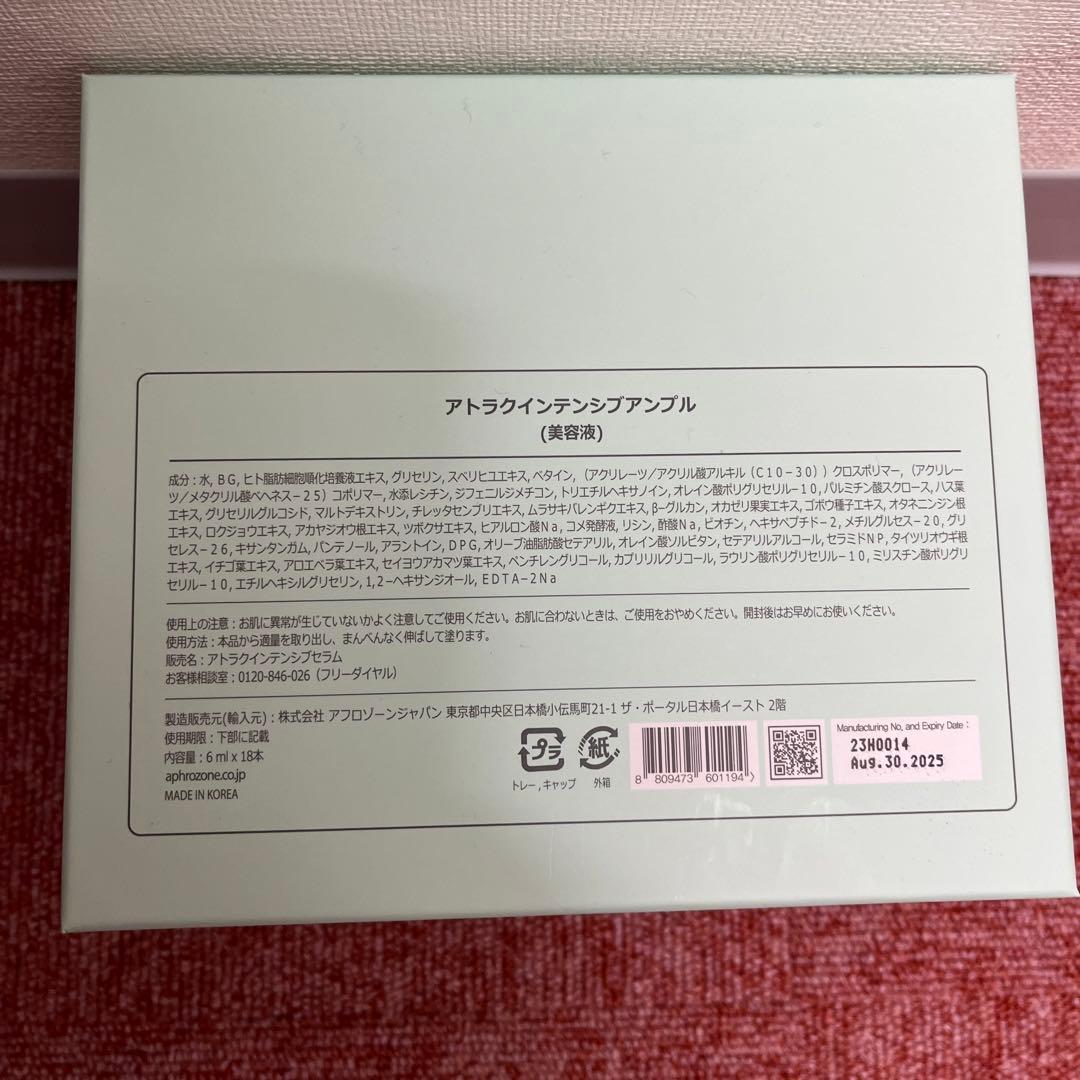 アトラクインテンシブアンプル
(美容液)
成分：水, BG, ヒト脂肪細胞順化培養液エキス, グリセリン, スベリヒユエキス, ベタイン, （アクリレーツ／アクリル酸アルキル（C10－30））クロスポリマー, （アクリレー
ツ／メタクリル酸ベヘネス－25）コポリマー, 水添レシチン, ジフェニルジメチコン, トリエチルヘキサノイン, オレイン酸ポリグリセリル－10, パルミチン酸スクロース, ハス葉
エキス, グリセリルグルコシド, マルトデキストリン, チレッタセンブリエキス, ムラサキバレンギクエキス, β－グルカン, オカゼリ果実エキス, ゴボウ種子エキス, オタネニンジン根
エキス, ロクジョウエキス, アカヤジオウ根エキス, ツボクサエキス, ヒアルロン酸Na, コメ発酵液, リシン, 酢酸Na, ビオチン, ヘキサペプチド－2, メチルグルセス－20, グリ
セレス－26, キサンタンガム, パンテノール, アラントイン, DPG, オリーブ油脂肪酸セテアリル, オレイン酸ソルビタン, セテアリルアルコール, セラミドNP, タイツリオウギ根
エキス, イチゴ葉エキス, アロエベラ葉エキス, セイヨウアカマツ葉エキス, ペンチレングリコール, カプリリルグリコール, ラウリン酸ポリグリセリル－10, ミリスチン酸ポリグリ
セリル－10, エチルヘキシルグリセリン, 1,2－ヘキサンジオール, EDTA－2Na
使用上の注意：お肌に異常が生じていないかよく注意してご使用ください。お肌に合わないときは、ご使用をおやめください。開封後はお早めにお使いください。
使用方法：本品から適量を取り出し、まんべんなく伸ばして塗ります。
販売名：アトラクインテンシブセラム
お客様相談室：0120-846-026（フリーダイヤル）
製造販売元(輸入元)：株式会社 アフロゾーンジャパン 東京都中央区日本橋小伝馬町21-1 ザ・ポータル日本橋イースト 2階
使用期限：下部に記載
内容量：6 ml x 18本
aphrozone.co.jp
MADE IN KOREA
プラ
トレー,キャップ
紙
外箱
8 809473 601194
Manufacturing No, and Expiry Date :
23H0014
Aug.30.2025